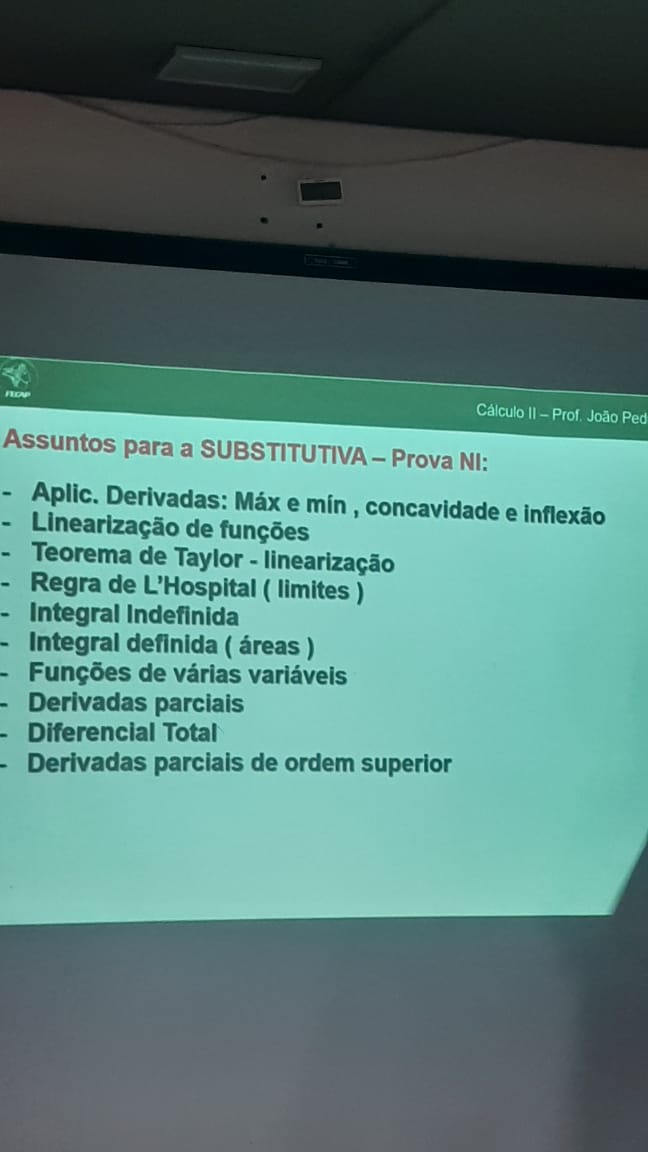 FECAP
Cálculo II – Prof. João Ped
Assuntos para a SUBSTITUTIVA – Prova NI:
- Aplic. Derivadas: Máx e mín , concavidade e inflexão
- Linearização de funções
- Teorema de Taylor - linearização
- Regra de L'Hospital ( limites )
- Integral Indefinida
- Integral definida ( áreas )
- Funções de várias variáveis
- Derivadas parciais
- Diferencial Total
- Derivadas parciais de ordem superior